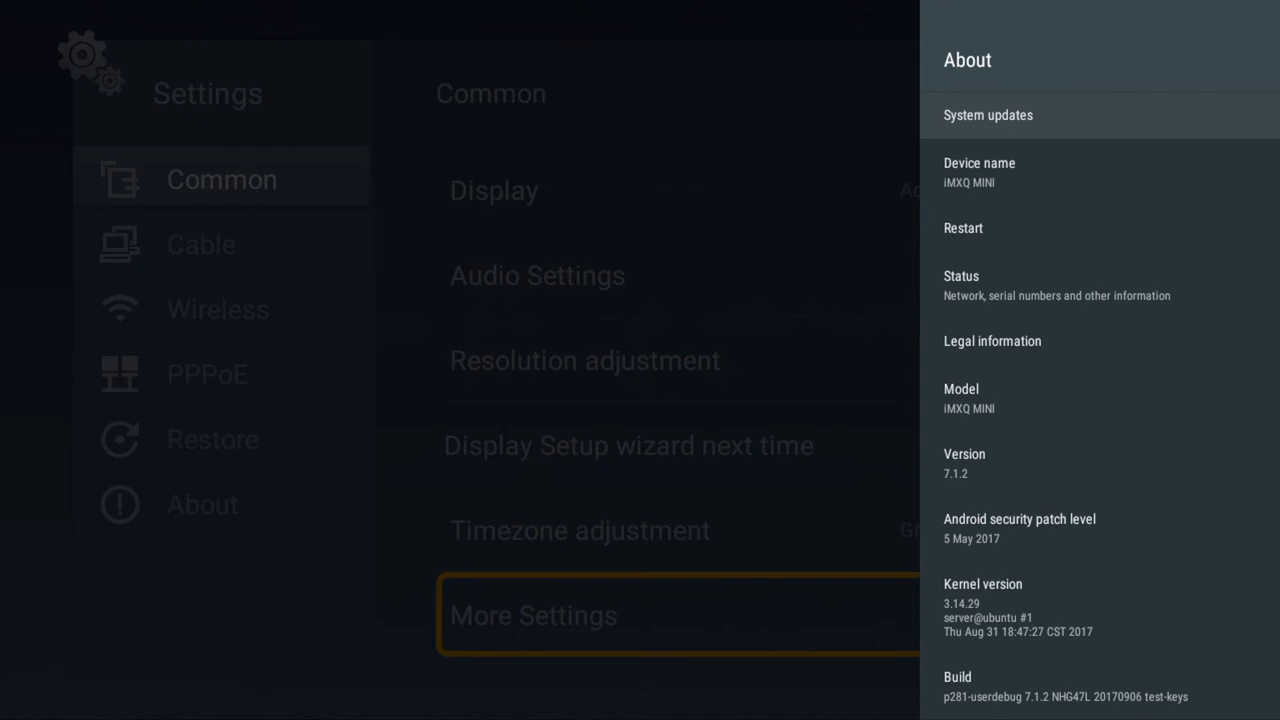 Settings
Common
Cable
Wireless
PPPoE
Restore
About
Common
Display
Audio Settings
Resolution adjustment
Display Setup wizard next time
Timezone adjustment
More Settings
About
System updates
Device name
iMXQ MINI
Restart
Status
Network, serial numbers and other information
Legal information
Model
iMXQ MINI
Version
7.1.2
Android security patch level
5 May 2017
Kernel version
3.14.29
server@ubuntu #1
Thu Aug 31 18:47:27 CST 2017
Build
p281-userdebug 7.1.2 NHG47L 20170906 test-keys